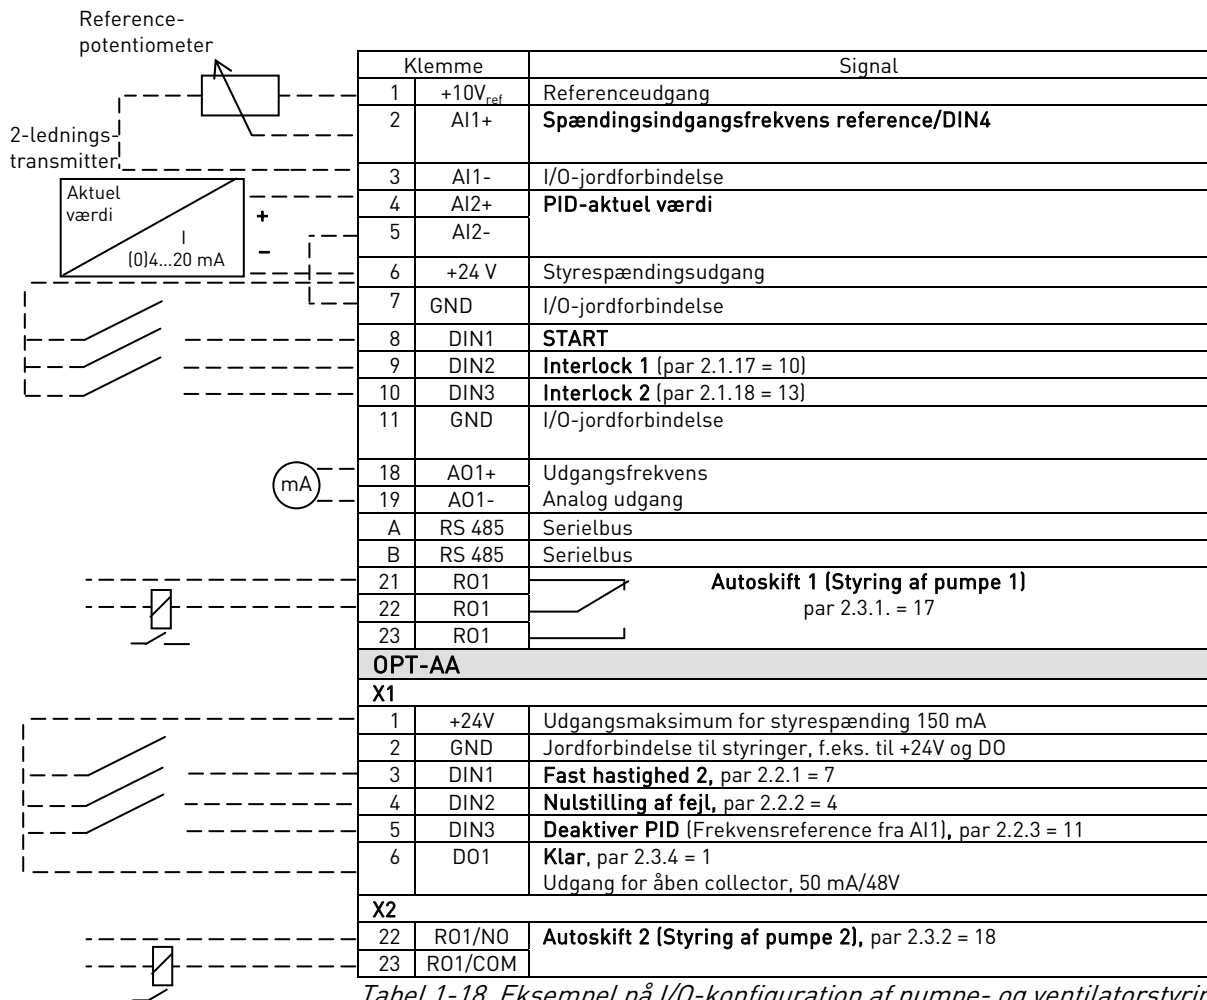 Reference-
potentiometer
2-lednings-
transmitter
Aktuel
værdi
I
(0)4...20 mA
+
−
mA
Klemme Signal
1 +10Vref Referenceudgang
2 AI1+ Spændingsindgangsfrekvens reference/DIN4
3 AI1- I/O-jordforbindelse
4 AI2+ PID-aktuel værdi
5 AI2-
6 +24 V Styrespændingsudgang
7 GND I/O-jordforbindelse
8 DIN1 START
9 DIN2 Interlock 1 (par 2.1.17 = 10)
10 DIN3 Interlock 2 (par 2.1.18 = 13)
11 GND I/O-jordforbindelse
18 AO1+ Udgangsfrekvens
19 AO1- Analog udgang
A RS 485 Serielbus
B RS 485 Serielbus
21 RO1 Autoskift 1 (Styring af pumpe 1)
22 RO1 par 2.3.1. = 17
23 RO1
OPT-AA
X1
1 +24V Udgangsmaksimum for styrespænding 150 mA
2 GND Jordforbindelse til styringer, f.eks. til +24V og DO
3 DIN1 Fast hastighed 2, par 2.2.1 = 7
4 DIN2 Nulstilling af fejl, par 2.2.2 = 4
5 DIN3 Deaktiver PID (Frekvensreference fra AI1), par 2.2.3 = 11
6 DO1 Klar, par 2.3.4 = 1
Udgang for åben collector, 50 mA/48V
X2
22 RO1/NO Autoskift 2 (Styring af pumpe 2), par 2.3.2 = 18
23 RO1/COM
Tabel 1-18. Eksempel på I/O-konfiguration af pumpe- og ventilatorstyrin